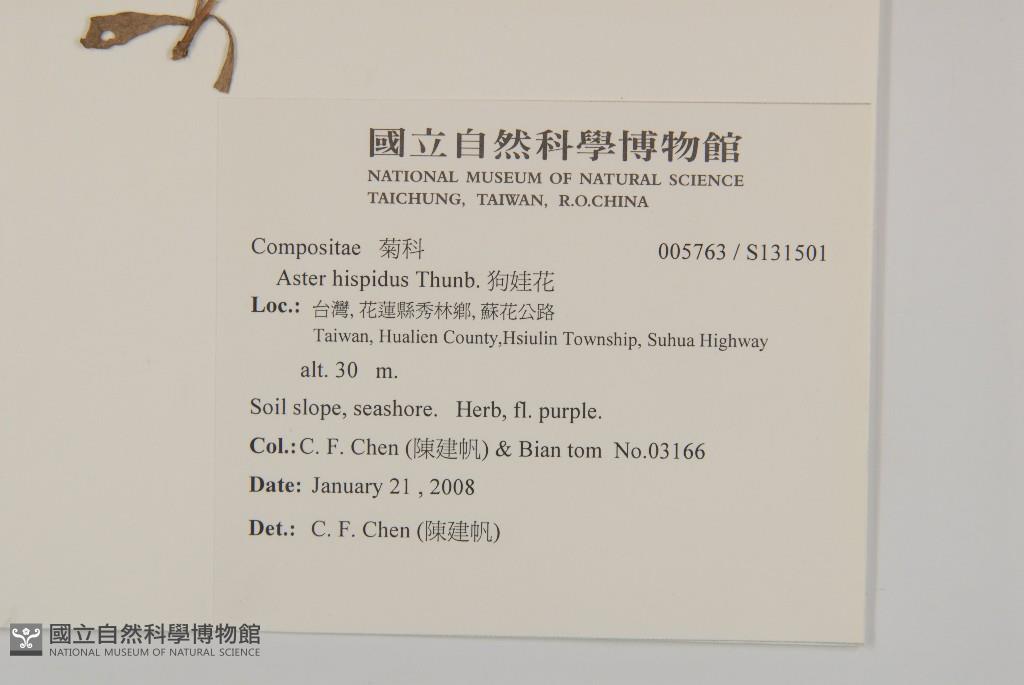 國立自然科學博物館
NATIONAL MUSEUM OF NATURAL SCIENCE
TAICHUNG, TAIWAN, R.O.CHINA
Compositae 菊科 005763 / S131501
Aster hispidus Thunb. 狗娃花
Loc.: 台灣, 花蓮縣秀林鄉, 蘇花公路
Taiwan, Hualien County,Hsiulin Township, Suhua Highway
alt. 30 m.
Soil slope, seashore. Herb, fl. purple.
Col.: C. F. Chen (陳建帆) & Bian tom No.03166
Date: January 21 , 2008
Det.: C. F. Chen (陳建帆)
國立自然科學博物館
NATIONAL MUSEUM OF NATURAL SCIENCE